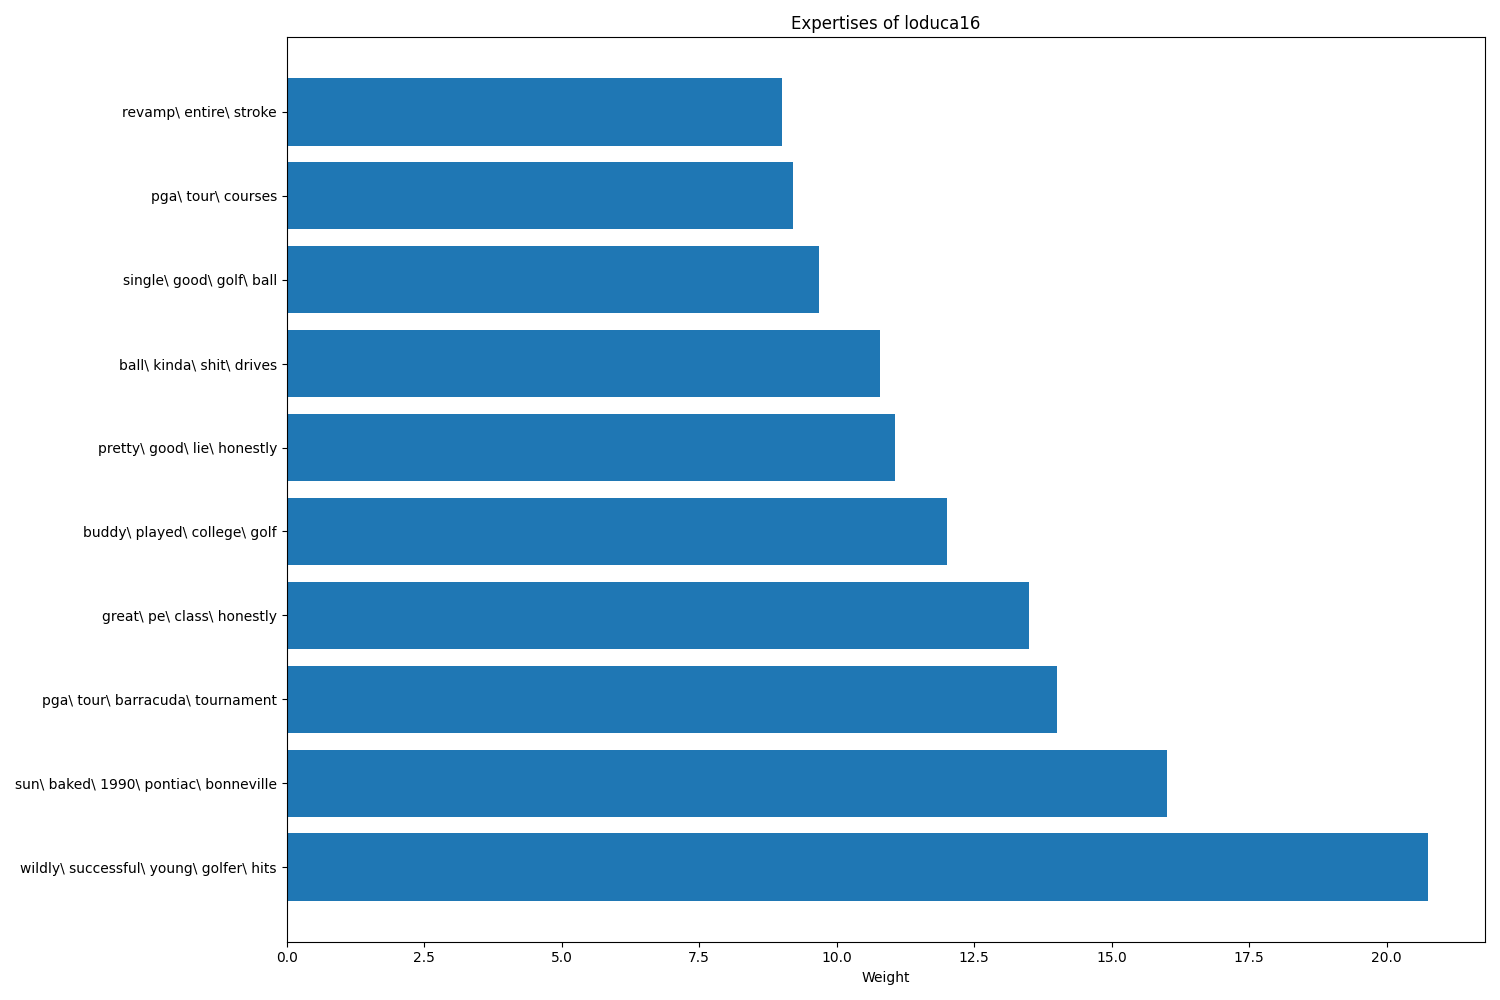 Expertises of loduca16
revamp\ entire\ stroke
pga\ tour\ courses
single\ good\ golf\ ball
ball\ kinda\ shit\ drives
pretty\ good\ lie\ honestly
buddy\ played\ college\ golf
great\ pe\ class\ honestly
pga\ tour\ barracuda\ tournament
sun\ baked\ 1990\ pontiac\ bonneville
wildly\ successful\ young\ golfer\ hits
0.0 2.5 5.0 7.5 10.0 12.5 15.0 17.5 20.0
Weight